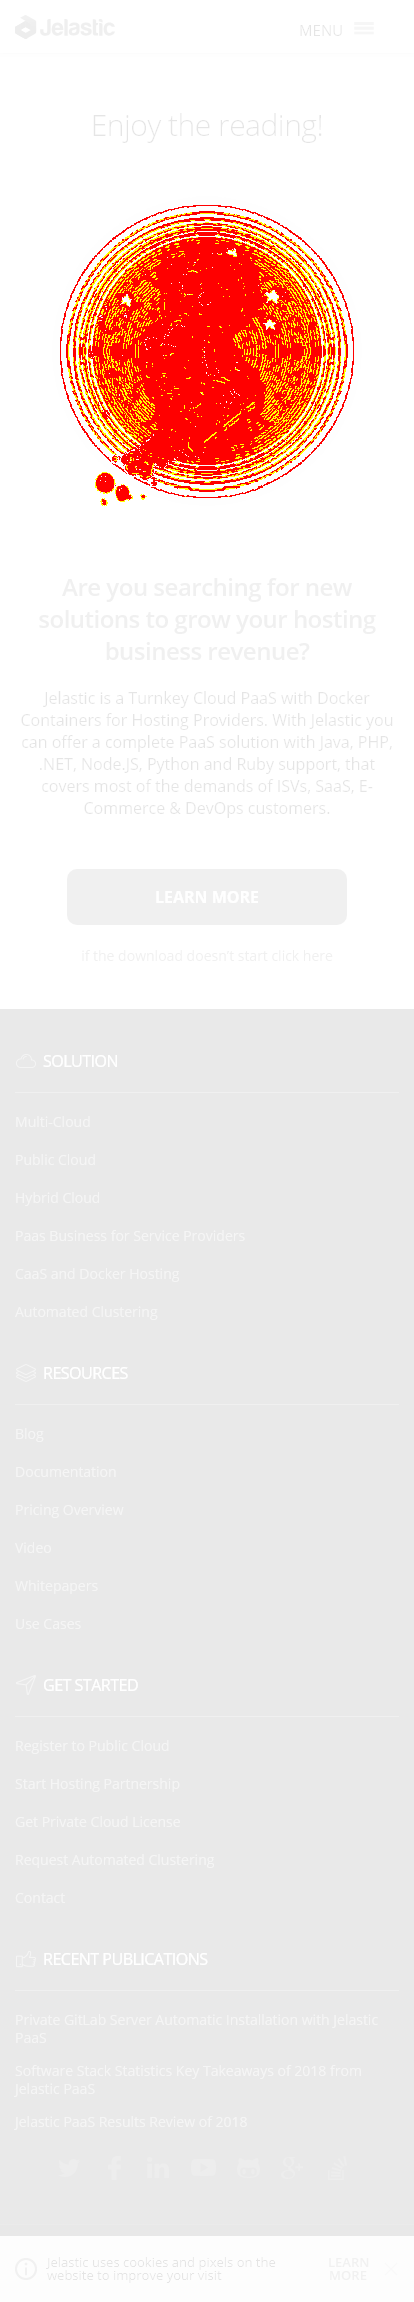 Jelastic
MENU
Enjoy the reading!
Are you searching for new
solutions to grow your hosting
business revenue?
Jelastic is a Turnkey Cloud PaaS with Docker
Containers for Hosting Providers. With Jelastic you
can offer a complete PaaS solution with Java, PHP,
.NET, Node.JS, Python and Ruby support, that
covers most of the demands of ISVs, SaaS, E-
Commerce & DevOps customers.
LEARN MORE
If the download doesn't start click here
SOLUTION
Multi-Cloud
Public Cloud
Hybrid Cloud
Paas Business for Service Providers
CaaS and Docker Hosting
Automated Clustering
RESOURCES
Blog
Documentation
Pricing Overview
Video
Whitepapers
Use Cases
GET STARTED
Register to Public Cloud
Start Hosting Partnership
Get Private Cloud License
Request Automated Clustering
Contact
RECENT PUBLICATIONS
Private GitLab Server Automatic Installation with Jelastic
PaaS
Software Stack Statistics Key Takeaways of 2018 from
Jelastic PaaS
Jelastic PaaS Results Review of 2018
Jelastic uses cookies and pixels on the
website to improve your visit
LEARN
MORE